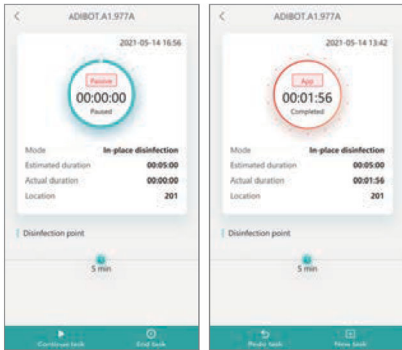 ADIBOT.A1.977A
2021-05-14 16:56
Passive
00:00:00
Paused
Mode In-place disinfection
Estimated duration 00:05:00
Actual duration 00:00:00
Location 201
Disinfection point
5 min
Continue task End task
ADIBOT.A1.977A
2021-05-14 13:42
App
00:01:56
Completed
Mode In-place disinfection
Estimated duration 00:05:00
Actual duration 00:01:56
Location 201
Disinfection point
5 min
Redo task New task